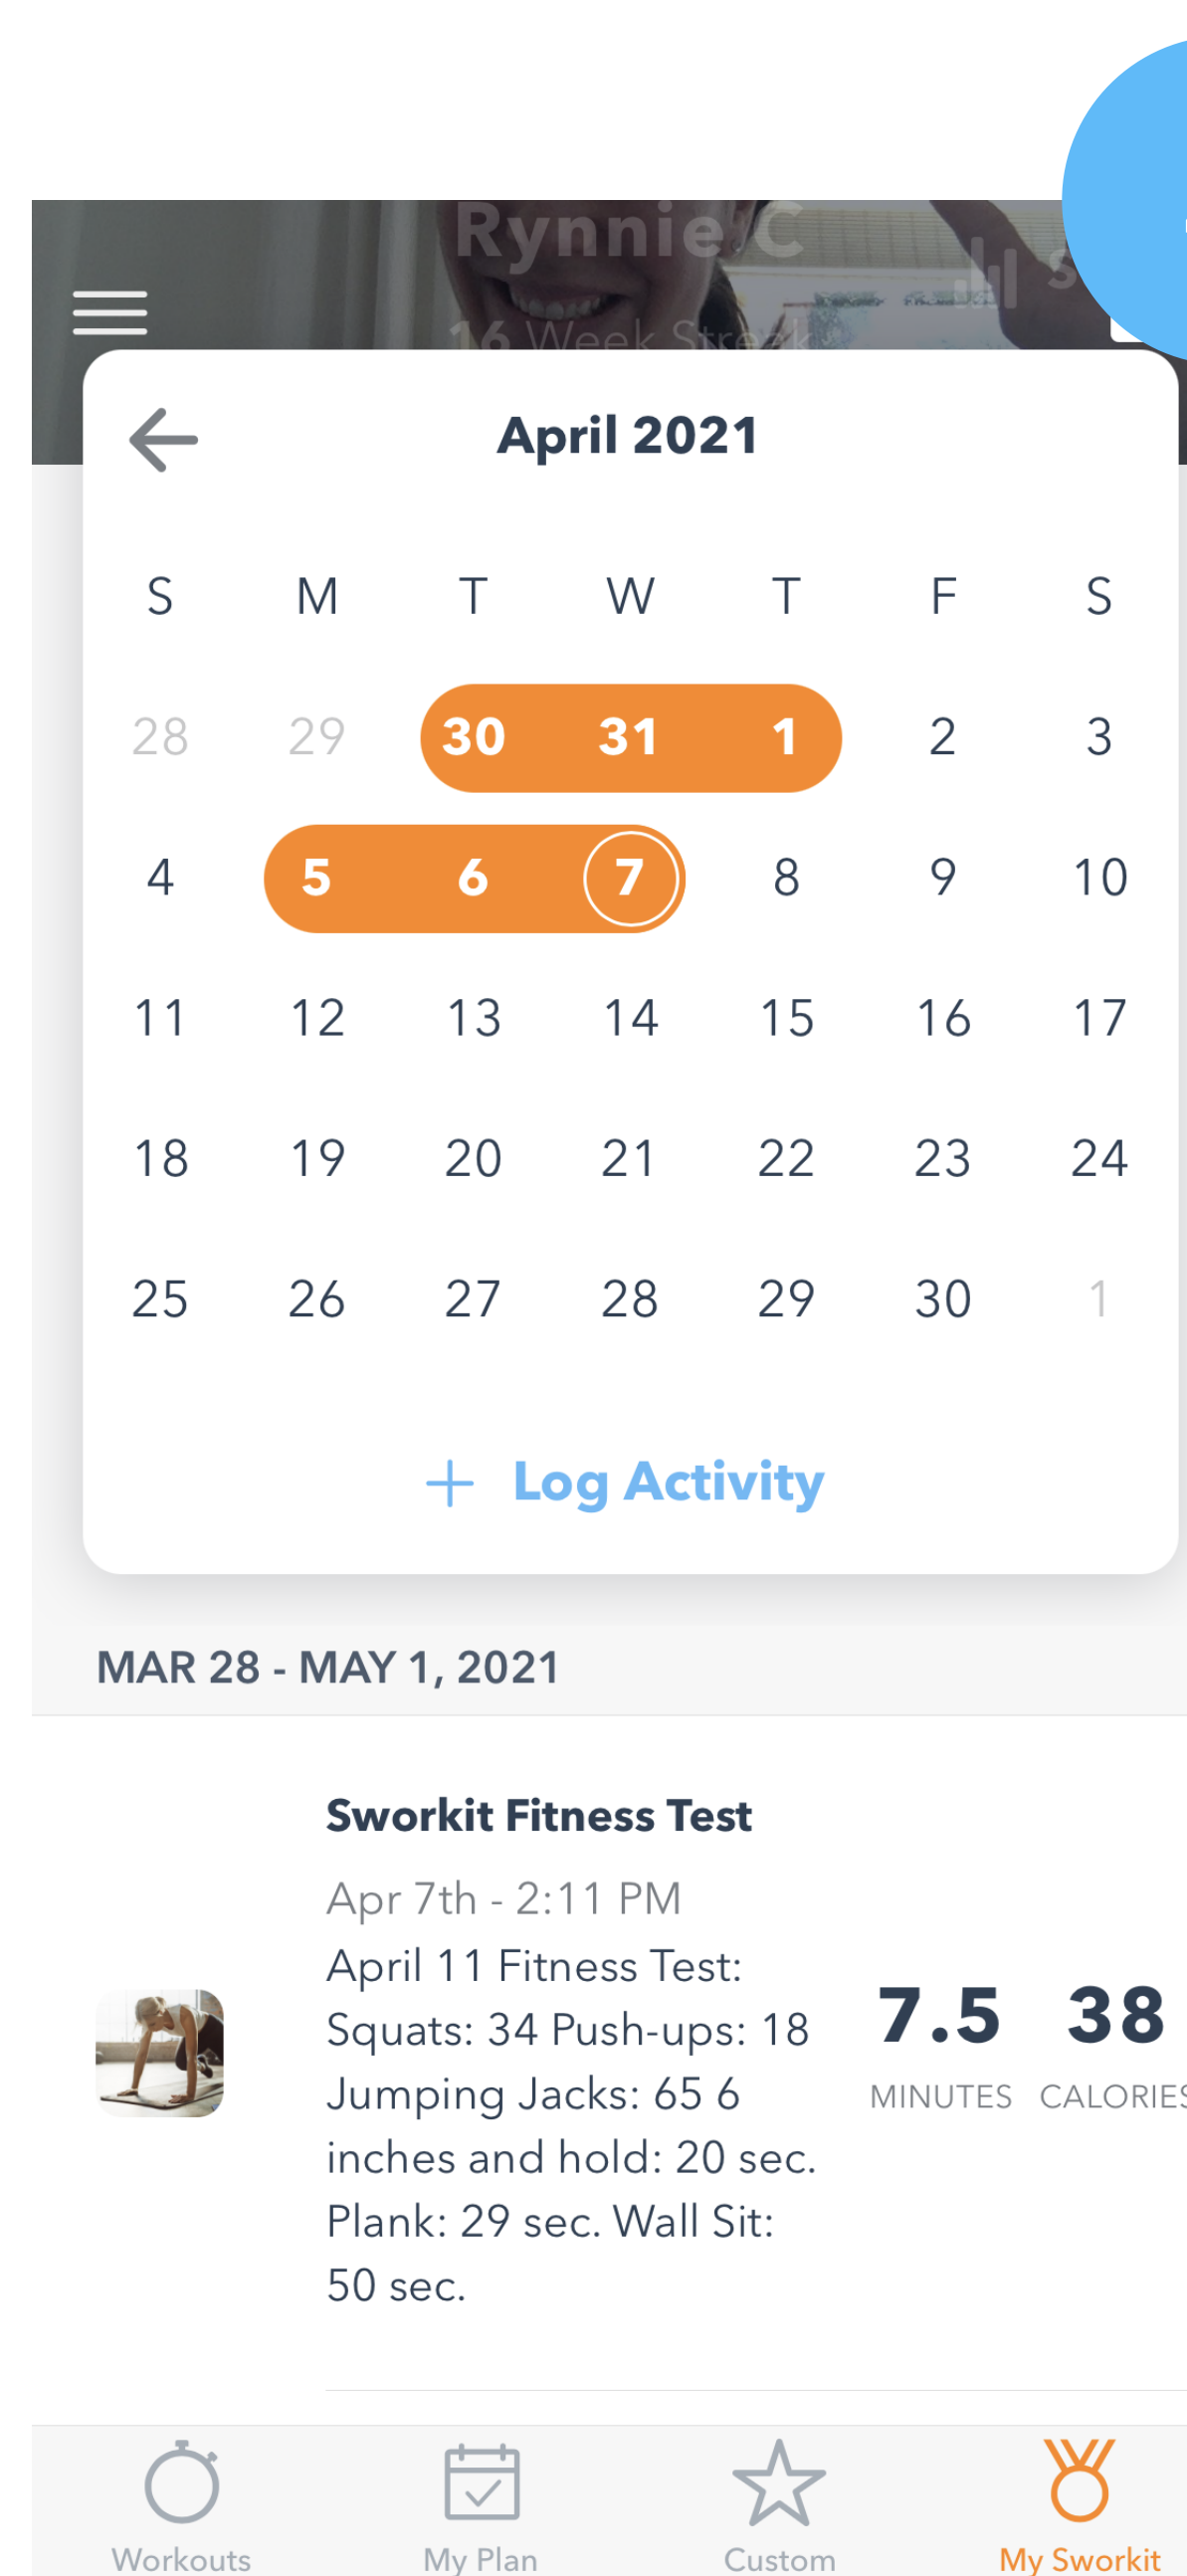 Rynnie C
16 Week Streak
April 2021
S M T W T F S
28 29 30 31 1 2 3
4 5 6 7 8 9 10
11 12 13 14 15 16 17
18 19 20 21 22 23 24
25 26 27 28 29 30 1
+ Log Activity
MAR 28 - MAY 1, 2021
Sworkit Fitness Test
Apr 7th - 2:11 PM
April 11 Fitness Test:
Squats: 34 Push-ups: 18
Jumping Jacks: 65 6
inches and hold: 20 sec.
Plank: 29 sec. Wall Sit:
50 sec.
7.5 38
MINUTES CALORIES
Workouts My Plan Custom My Sworkit